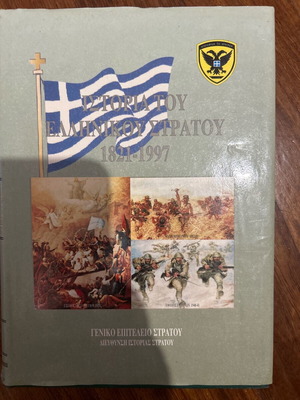 ΙΣΤΟΡΙΑ ΤΟΥ
ΕΛΛΗΝΙΚΟΥ ΣΤΡΑΤΟΥ
1821-1997
ΓΕΝΙΚΟ ΕΠΙΤΕΛΕΙΟ ΣΤΡΑΤΟΥ
ΔΙΕΥΘΥΝΣΗ ΙΣΤΟΡΙΑΣ ΣΤΡΑΤΟΥ